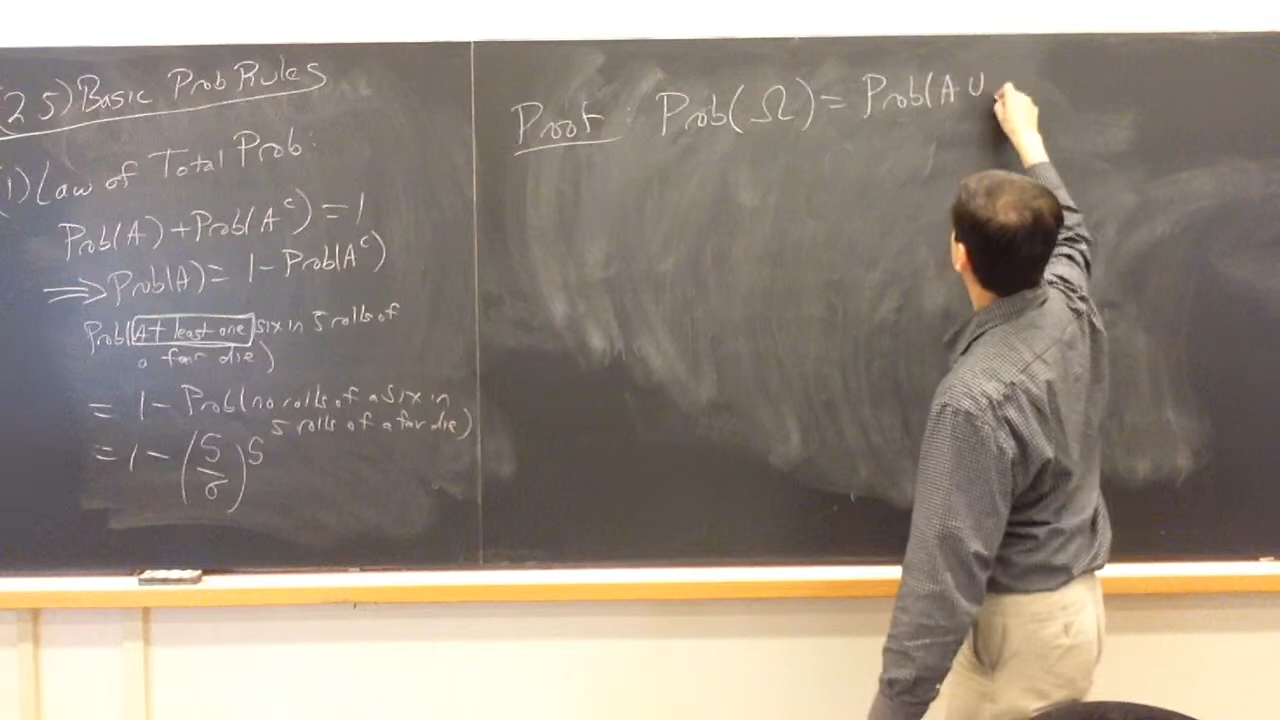 (2.5) Basic Prob Rules
(1) Law of Total Prob:
Prob(A) + Prob(A^c) = 1
⇒ Prob(A) = 1 - Prob(A^c)
Prob(At least one six in 5 rolls of
a fair die)
= 1 - Prob(no rolls of a six in
5 rolls of a fair die)
= 1 - (5/6)^5
Proof: Prob(Ω) = Prob(A ∪